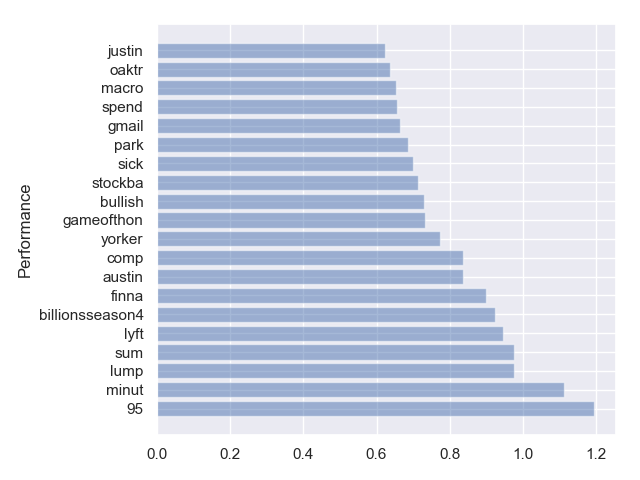 justin
oaktr
macro
spend
gmail
park
sick
stockba
bullish
gameofthon
yorker
comp
austin
finna
billionsseason4
lyft
sum
lump
minut
95
Performance
0.0 0.2 0.4 0.6 0.8 1.0 1.2